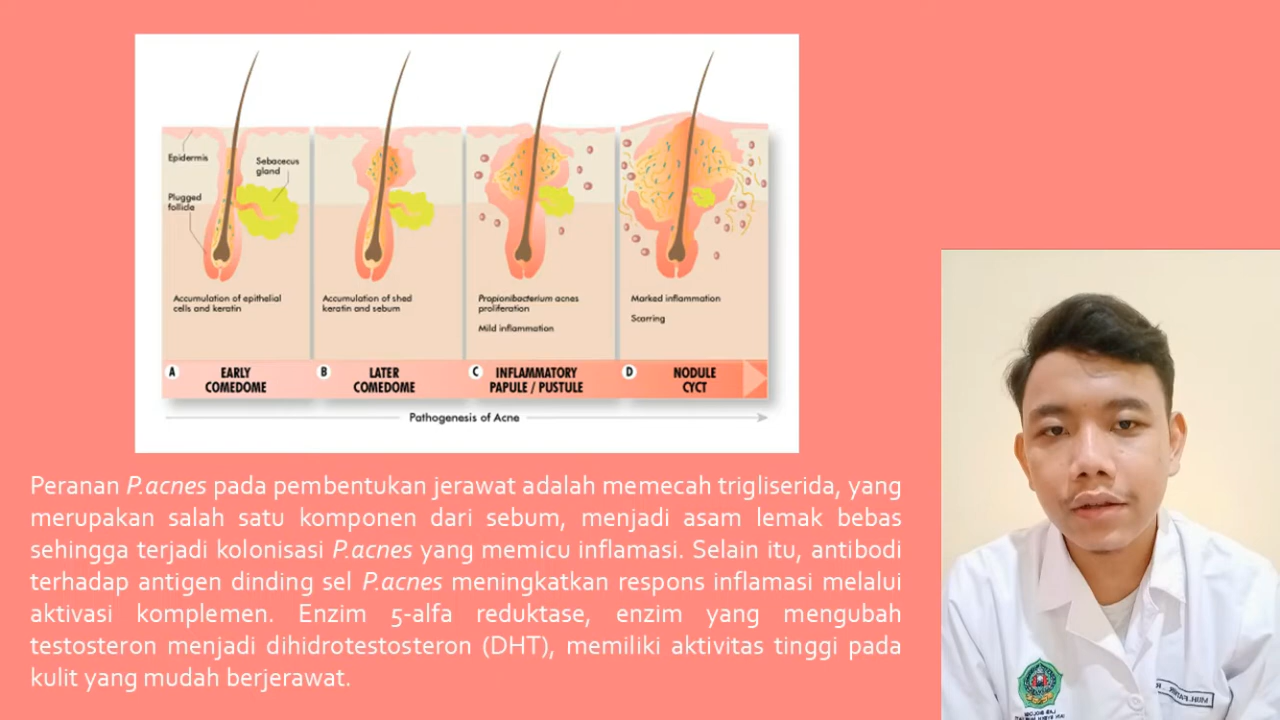 Epidermis
Sebacecus
gland
Plugged
follicle
Accumulation of epithelial
cells and keratin
Accumulation of shed
keratin and sebum
Propionibacterium acnes
proliferation
Mild inflammation
Marked inflammation
Scarring
A EARLY
COMEDOME
B LATER
COMEDOME
C INFLAMMATORY
PAPULE / PUSTULE
D NODULE
CYCT
Pathogenesis of Acne
Peranan P.acnes pada pembentukan jerawat adalah memecah trigliserida, yang
merupakan salah satu komponen dari sebum, menjadi asam lemak bebas
sehingga terjadi kolonisasi P.acnes yang memicu inflamasi. Selain itu, antibodi
terhadap antigen dinding sel P.acnes meningkatkan respons inflamasi melalui
aktivasi komplemen. Enzim 5-alfa reduktase, enzim yang mengubah
testosteron menjadi dihidrotestosteron (DHT), memiliki aktivitas tinggi pada
kulit yang mudah berjerawat.